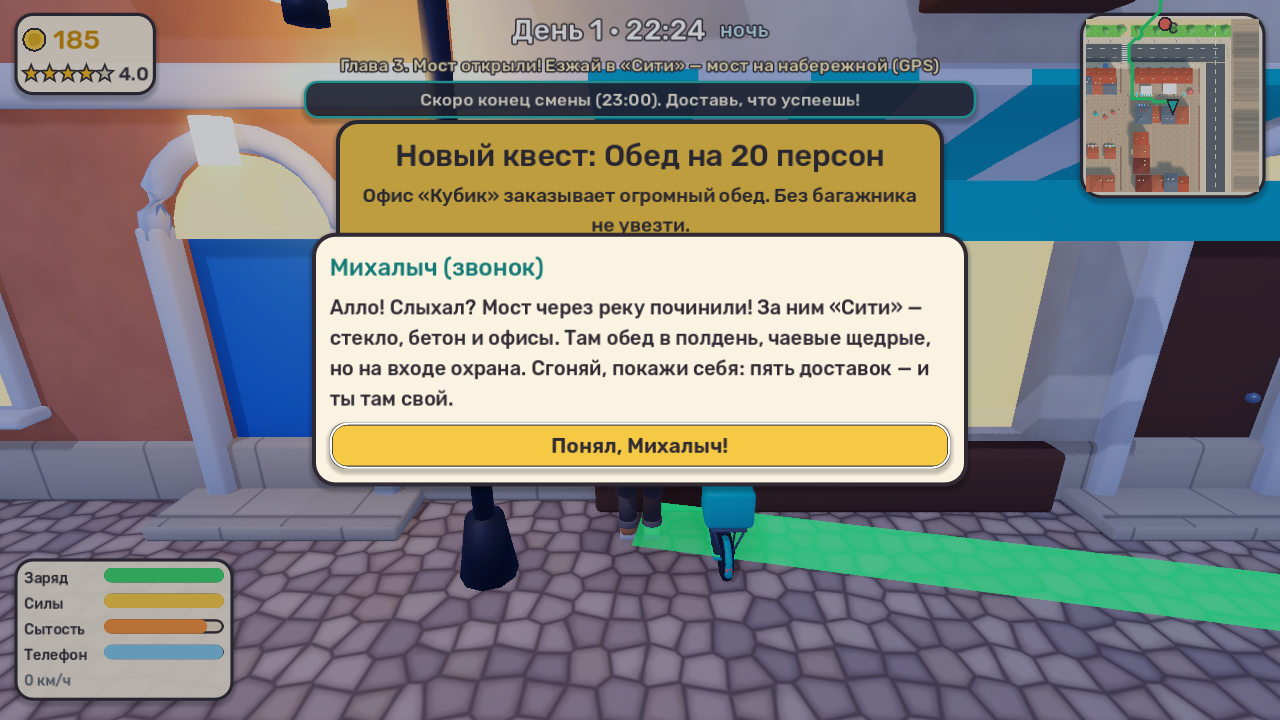 185
4.0
День 1 • 22:24 ночь
Глава 3. Мост открыли! Езжай в «Сити» — мост на набережной (GPS)
Скоро конец смены (23:00). Доставь, что успеешь!
Новый квест: Обед на 20 персон
Офис «Кубик» заказывает огромный обед. Без багажника
не увезти.
Михалыч (звонок)
Алло! Слыхал? Мост через реку починили! За ним «Сити» —
стекло, бетон и офисы. Там обед в полдень, чаевые щедрые,
но на входе охрана. Сгоняй, покажи себя: пять доставок — и
ты там свой.
Понял, Михалыч!
Заряд
Силы
Сытость
Телефон
0 км/ч